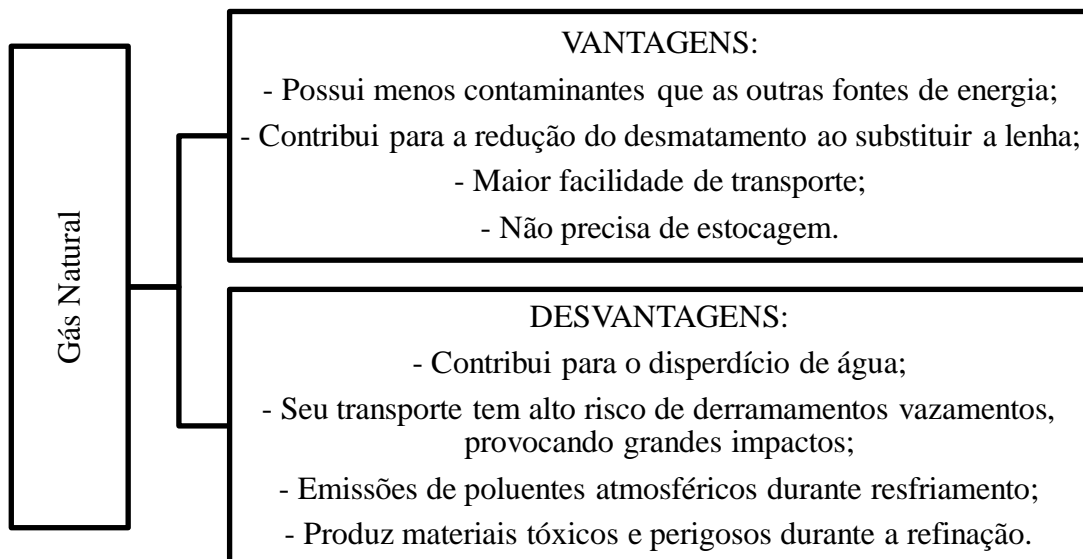 Gás Natural
VANTAGENS:
- Possui menos contaminantes que as outras fontes de energia;
- Contribui para a redução do desmatamento ao substituir a lenha;
- Maior facilidade de transporte;
- Não precisa de estocagem.
DESVANTAGENS:
- Contribui para o disperdício de água;
- Seu transporte tem alto risco de derramamentos vazamentos,
provocando grandes impactos;
- Emissões de poluentes atmosféricos durante resfriamento;
- Produz materiais tóxicos e perigosos durante a refinação.